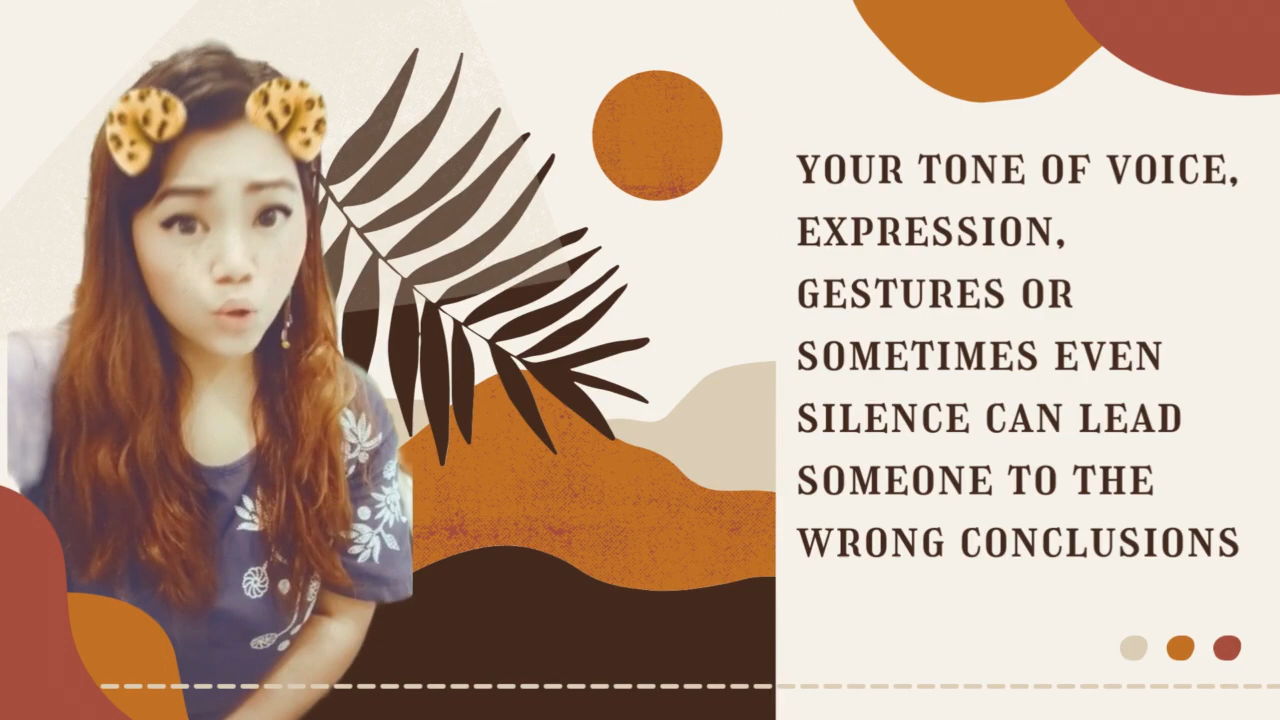 YOUR TONE OF VOICE,
EXPRESSION,
GESTURES OR
SOMETIMES EVEN
SILENCE CAN LEAD
SOMEONE TO THE
WRONG CONCLUSIONS